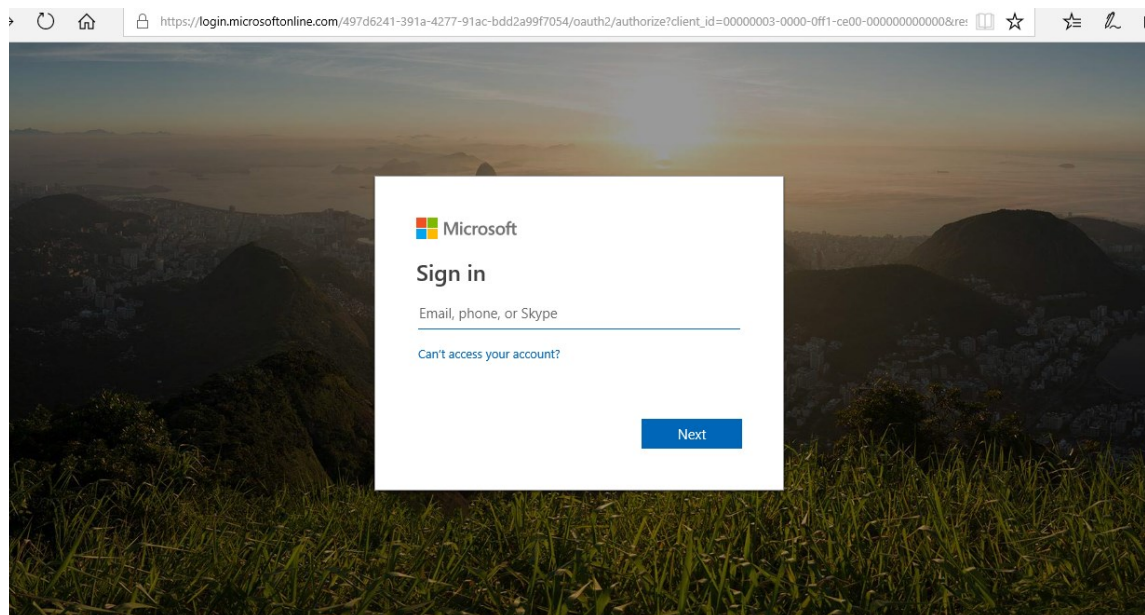 https://login.microsoftonline.com/497d6241-391a-4277-91ac-bdd2a99f7054/oauth2/authorize?client_id=00000003-0000-0ff1-ce00-000000000000&res
Microsoft
Sign in
Email, phone, or Skype
Can't access your account?
Next